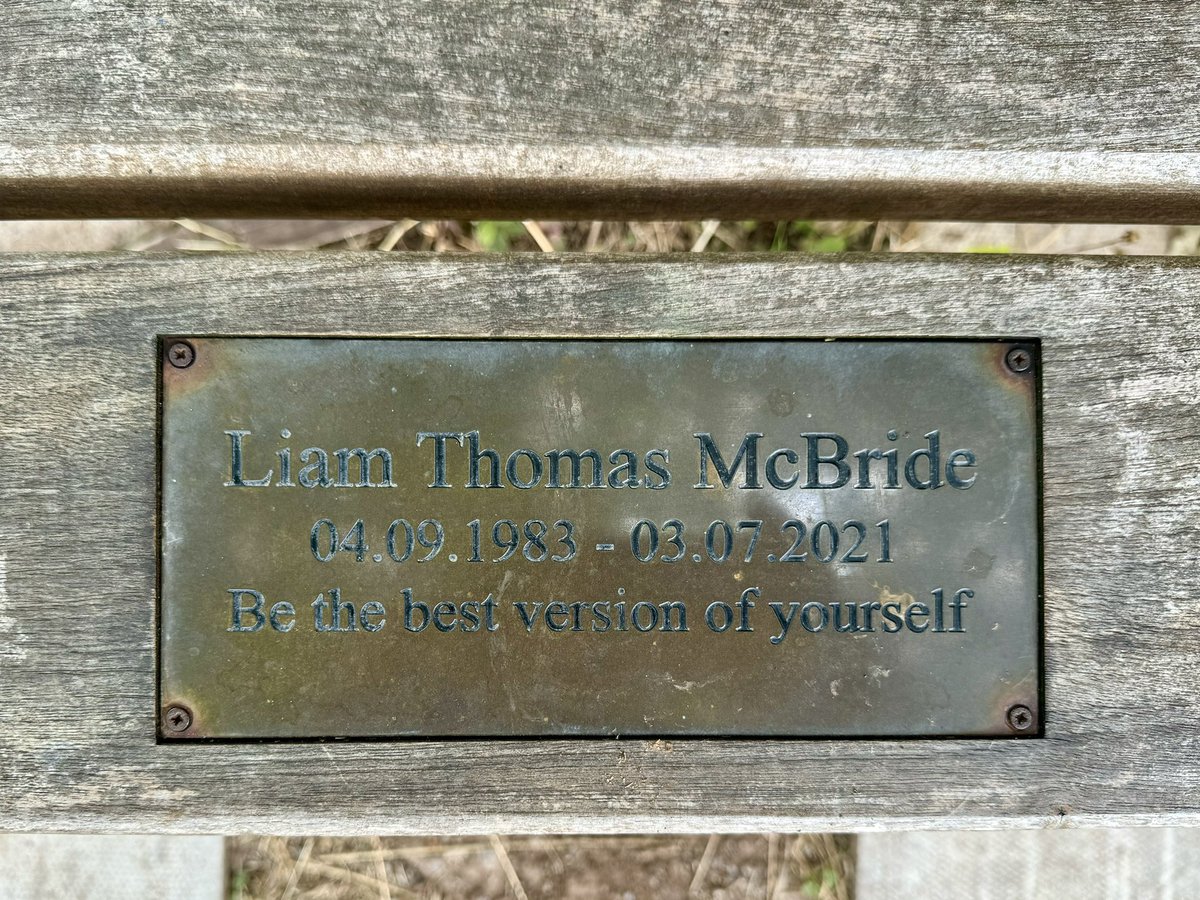 Liam Thomas McBride
04.09.1983 - 03.07.2021
Be the best version of yourself